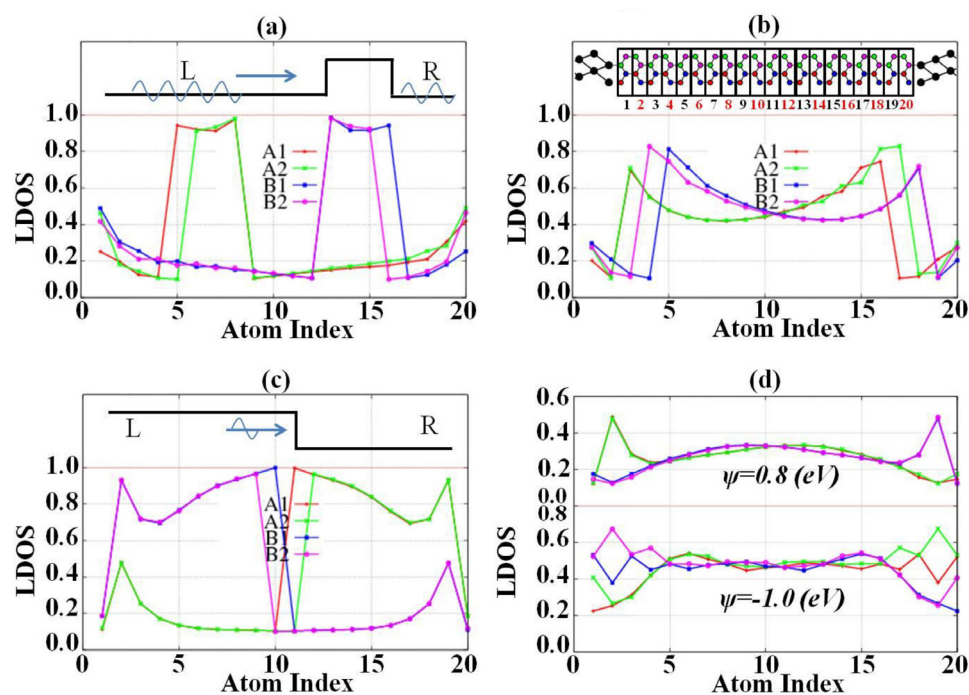 (a)
L
R
LDOS
1.0
0.8
0.6
0.4
0.2
0.0
A1
A2
B1
B2
0 5 10 15 20
Atom Index
(b)
1 2 3 4 5 6 7 8 9 10 11 12 13 14 15 16 17 18 19 20
LDOS
1.0
0.8
0.6
0.4
0.2
0.0
A1
A2
B1
B2
0 5 10 15 20
Atom Index
(c)
L
R
LDOS
1.0
0.8
0.6
0.4
0.2
0.0
A1
A2
B1
B2
0 5 10 15 20
Atom Index
(d)
LDOS
0.6
0.4
0.2
0.0
ψ=0.8 (eV)
0.8
0.6
0.4
0.2
0.0
ψ=-1.0 (eV)
0 5 10 15 20
Atom Index